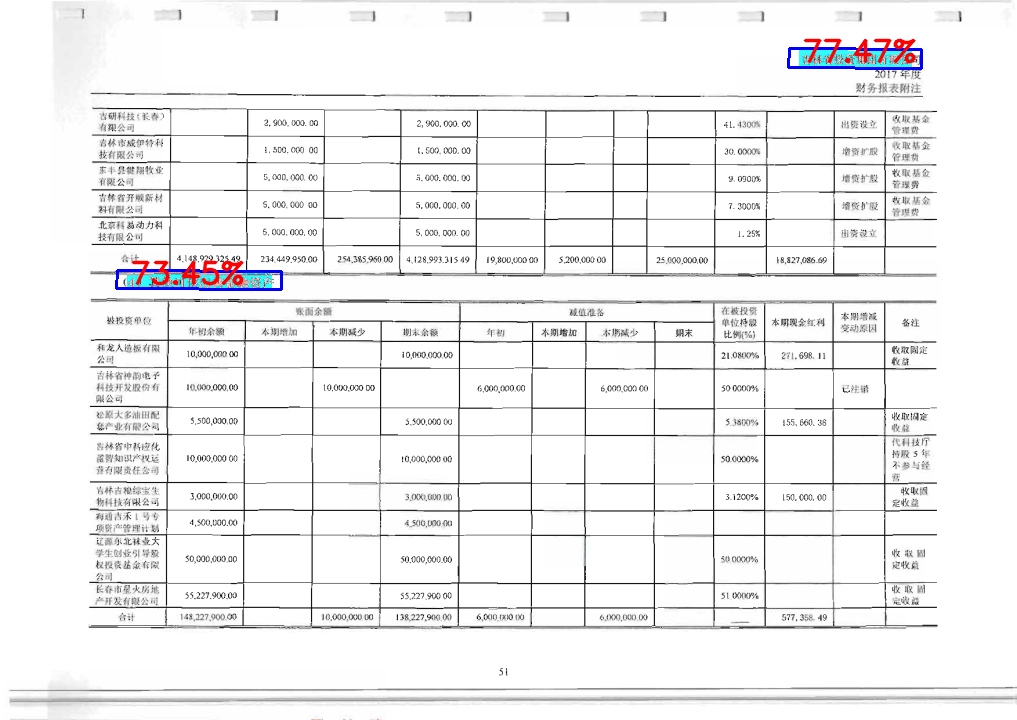 77.47%
2017 年度
财务报表附注
吉研科技(长春)有限公司 2,900,000.00 2,900,000.00 41.4300% 出资设立 收取基金管理费
吉林市威伊特科技有限公司 1,500,000.00 1,500,000.00 30.0000% 增资扩股 收取基金管理费
东丰县健翔牧业有限公司 5,000,000.00 5,000,000.00 9.0900% 增资扩股 收取基金管理费
吉林省开顺新材料有限公司 5,000,000.00 5,000,000.00 7.3000% 增资扩股 收取基金管理费
北京科易动力科技有限公司 5,000,000.00 5,000,000.00 1.25% 出资设立
合计 4,148,929,325.49 234,449,950.00 254,385,960.00 4,128,993,315.49 19,800,000.00 5,200,000.00 25,000,000.00 18,827,086.69
73.45%
被投资单位 账面余额 减值准备 在被投资单位持股比例(%) 本期现金红利 本期增减变动原因 备注
年初余额 本期增加 本期减少 期末余额 年初 本期增加 本期减少 期末
和龙人造板有限公司 10,000,000.00 10,000,000.00 21.0800% 271,698.11 收取固定收益
吉林省神韵电子科技开发股份有限公司 10,000,000.00 10,000,000.00 6,000,000.00 6,000,000.00 50.0000% 已注销
松原大多油田配套产业有限公司 5,500,000.00 5,500,000.00 5.3800% 155,660.38 收取固定收益
吉林省中科应化蓝智知识产权运营有限责任公司 10,000,000.00 10,000,000.00 50.0000% 代科技厅持股 5 年不参与经营
吉林吉粮综宝生物科技有限公司 3,000,000.00 3,000,000.00 3.1200% 150,000.00 收取固定收益
海通吉禾 1 号专项资产管理计划 4,500,000.00 4,500,000.00
辽源东北袜业大学生创业引导股权投资基金有限公司 50,000,000.00 50,000,000.00 50.0000% 收取固定收益
长春市星火房地产开发有限公司 55,227,900.00 55,227,900.00 51.0000% 收取固定收益
合计 148,227,900.00 10,000,000.00 138,227,900.00 6,000,000.00 6,000,000.00 577,358.49
51